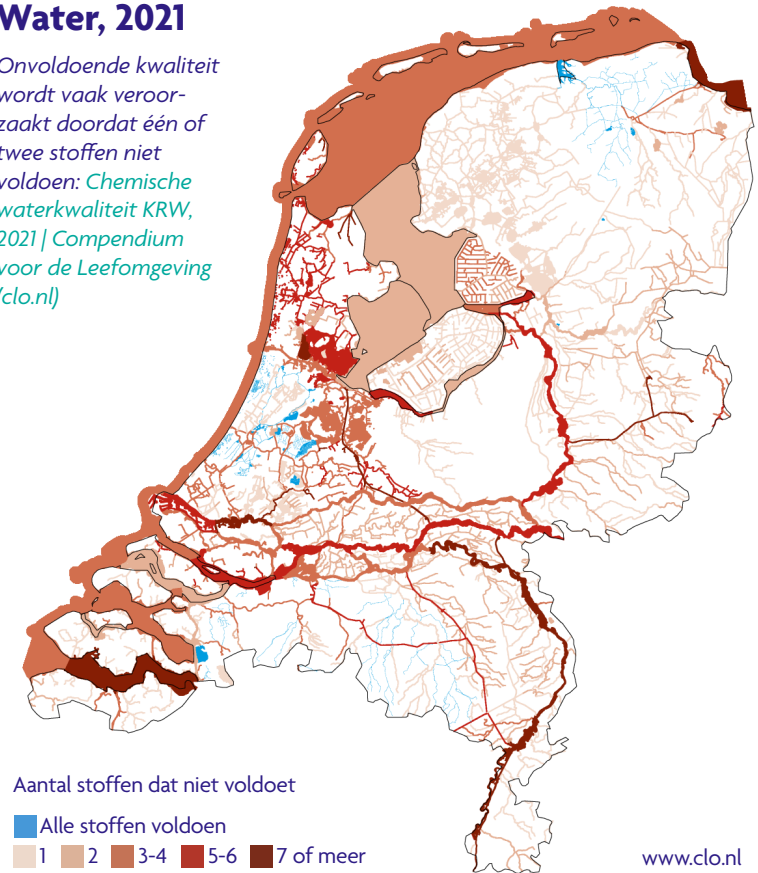 Water, 2021
Onvoldoende kwaliteit
wordt vaak veroor-
zaakt doordat één of
twee stoffen niet
voldoen: Chemische
waterkwaliteit KRW,
2021 | Compendium
voor de Leefomgeving
(clo.nl)
Aantal stoffen dat niet voldoet
Alle stoffen voldoen
1 2 3-4 5-6 7 of meer
www.clo.nl